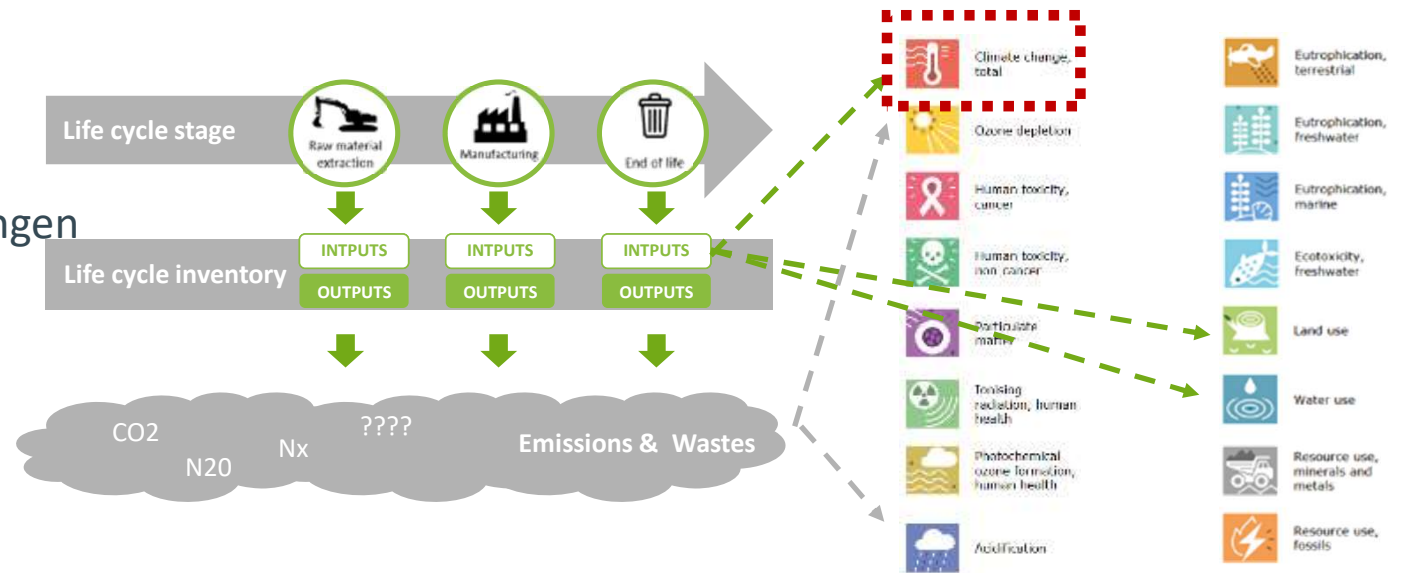 Life cycle stage
Raw material
extraction
Manufacturing
End of life
ngen
Life cycle inventory
INTPUTS
OUTPUTS
INTPUTS
OUTPUTS
INTPUTS
OUTPUTS
CO2
N20
Nx
????
Emissions & Wastes
Climate change,
total
Ozone depletion
Human toxicity,
cancer
Human toxicity,
non cancer
Particulate
matter
Ionising
radiation, human
health
Photochemical
ozone formation,
human health
Acidification
Eutrophication,
terrestrial
Eutrophication,
freshwater
Eutrophication,
marine
Ecotoxicity,
freshwater
Land use
Water use
Resource use,
minerals and
metals
Resource use,
fossils